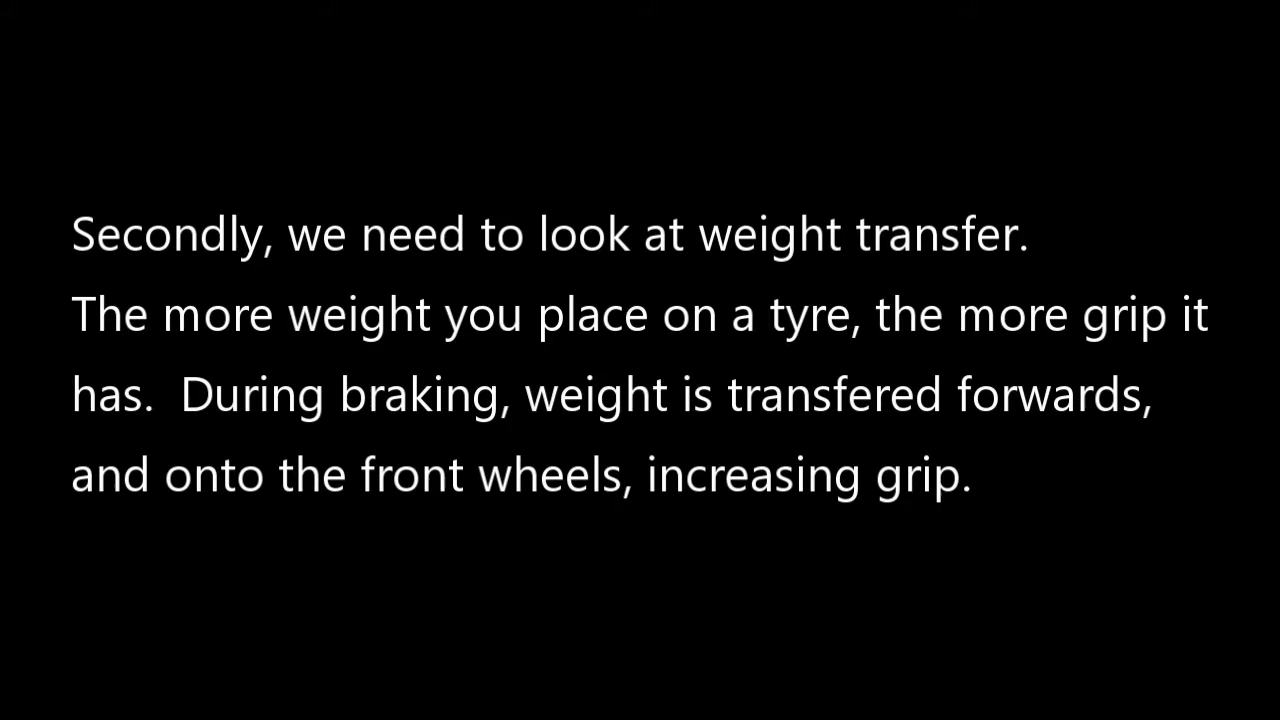 Secondly, we need to look at weight transfer.
The more weight you place on a tyre, the more grip it
has.  During braking, weight is transfered forwards,
and onto the front wheels, increasing grip.